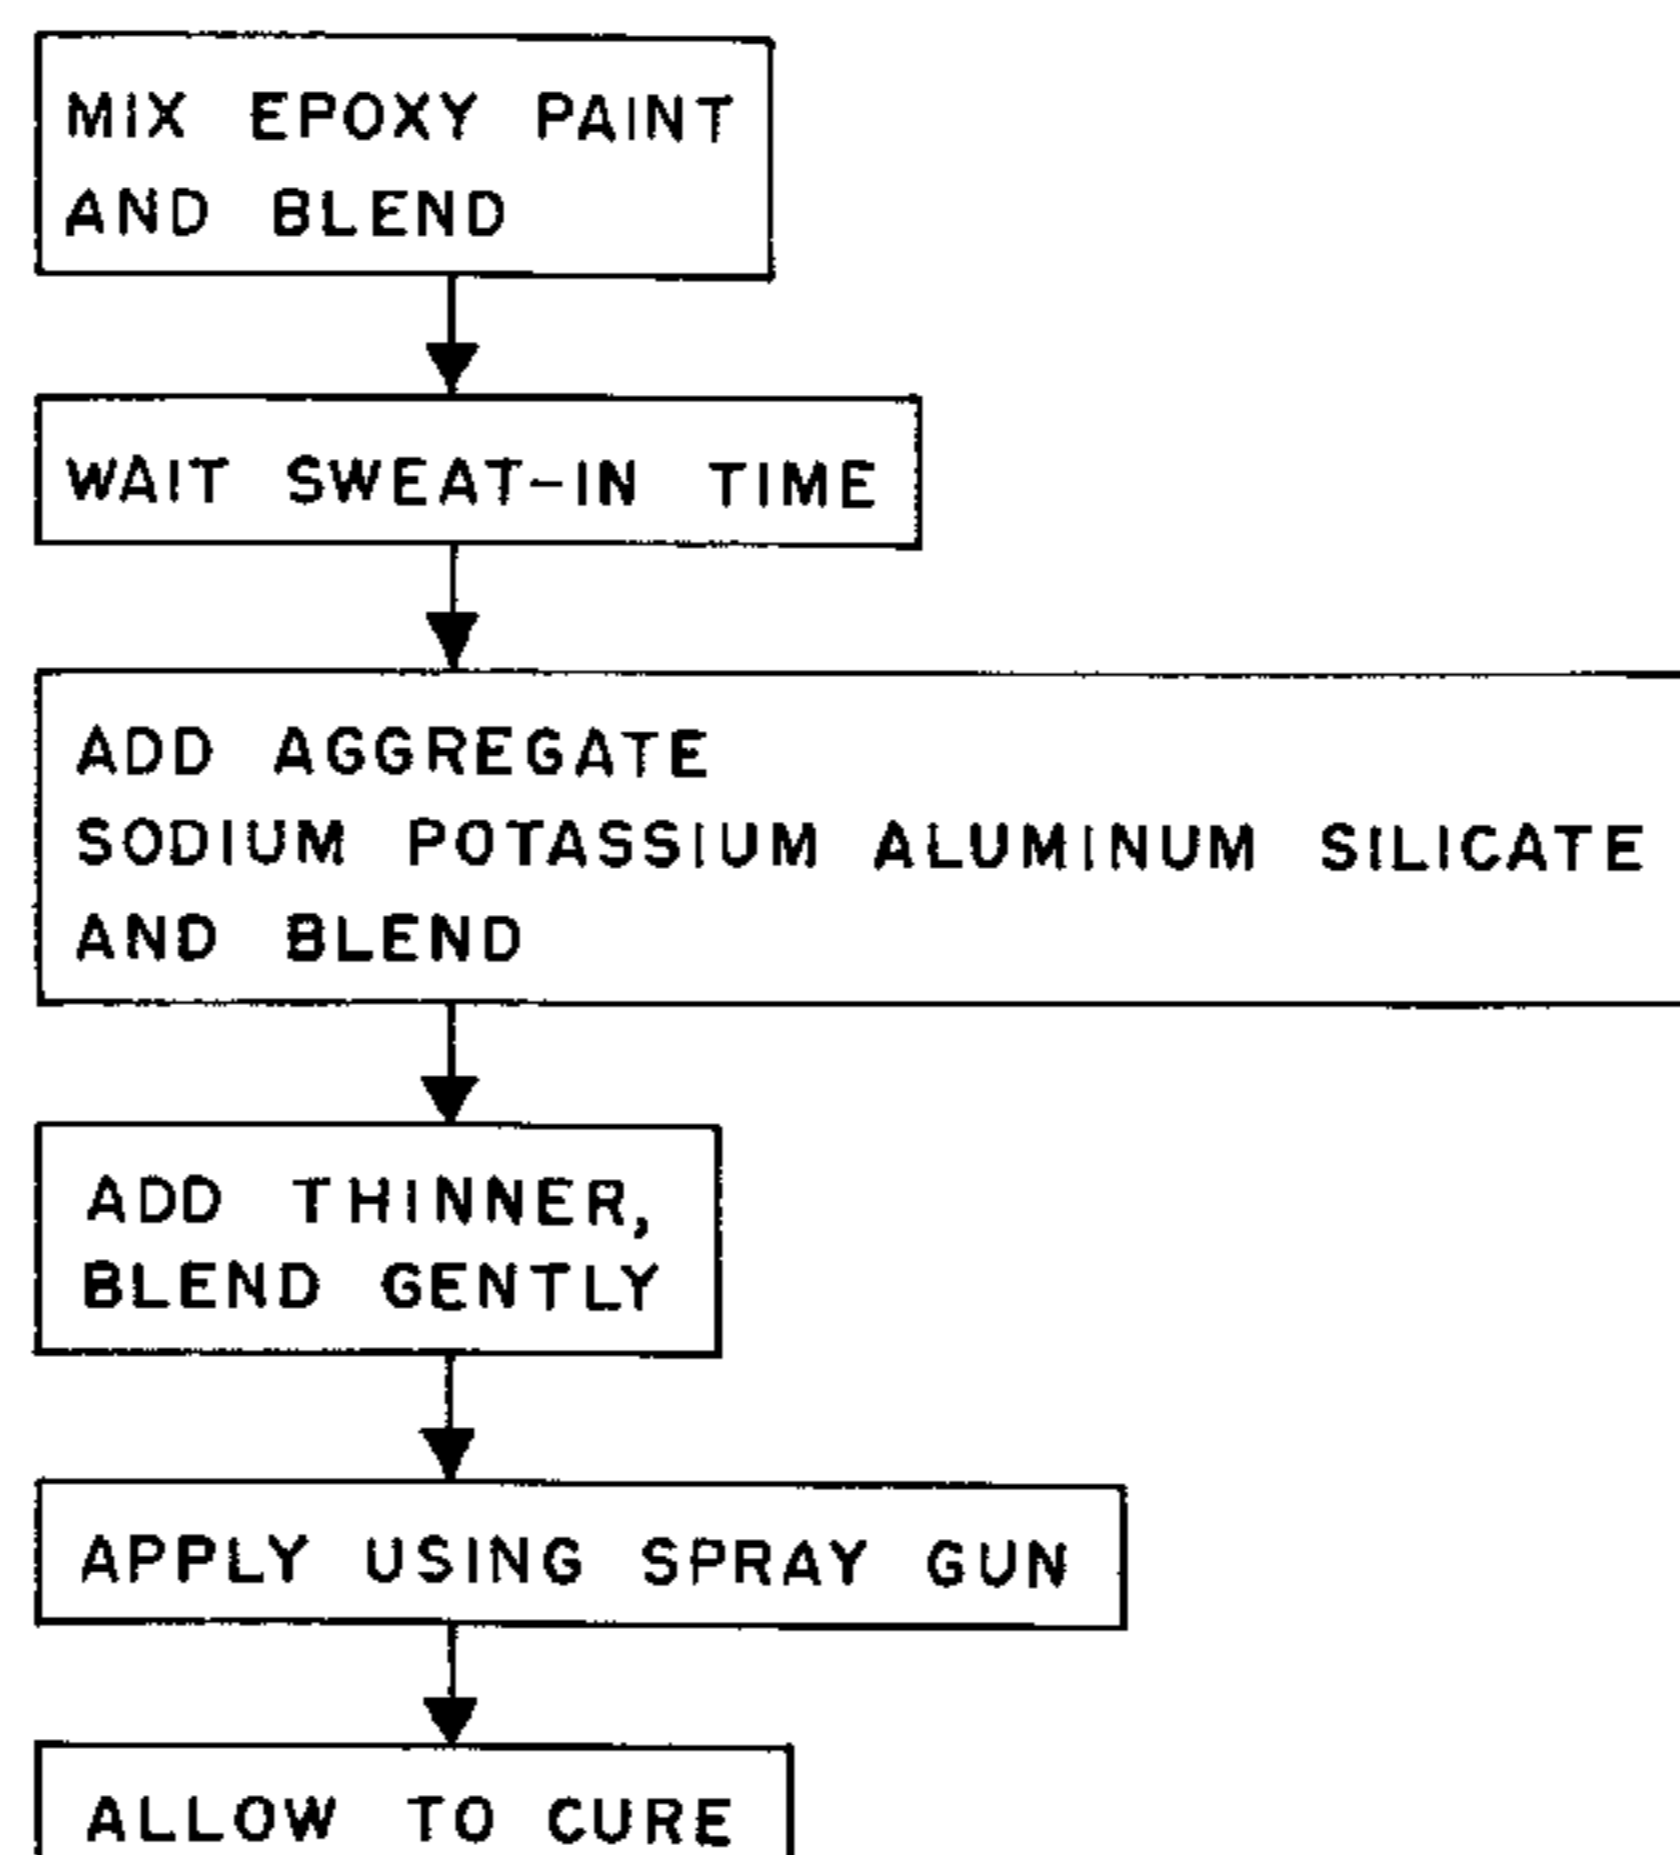 MIX EPOXY PAINT
AND BLEND
WAIT SWEAT-IN TIME
ADD AGGREGATE
SODIUM POTASSIUM ALUMINUM SILICATE
AND BLEND
ADD THINNER,
BLEND GENTLY
APPLY USING SPRAY GUN
ALLOW TO CURE